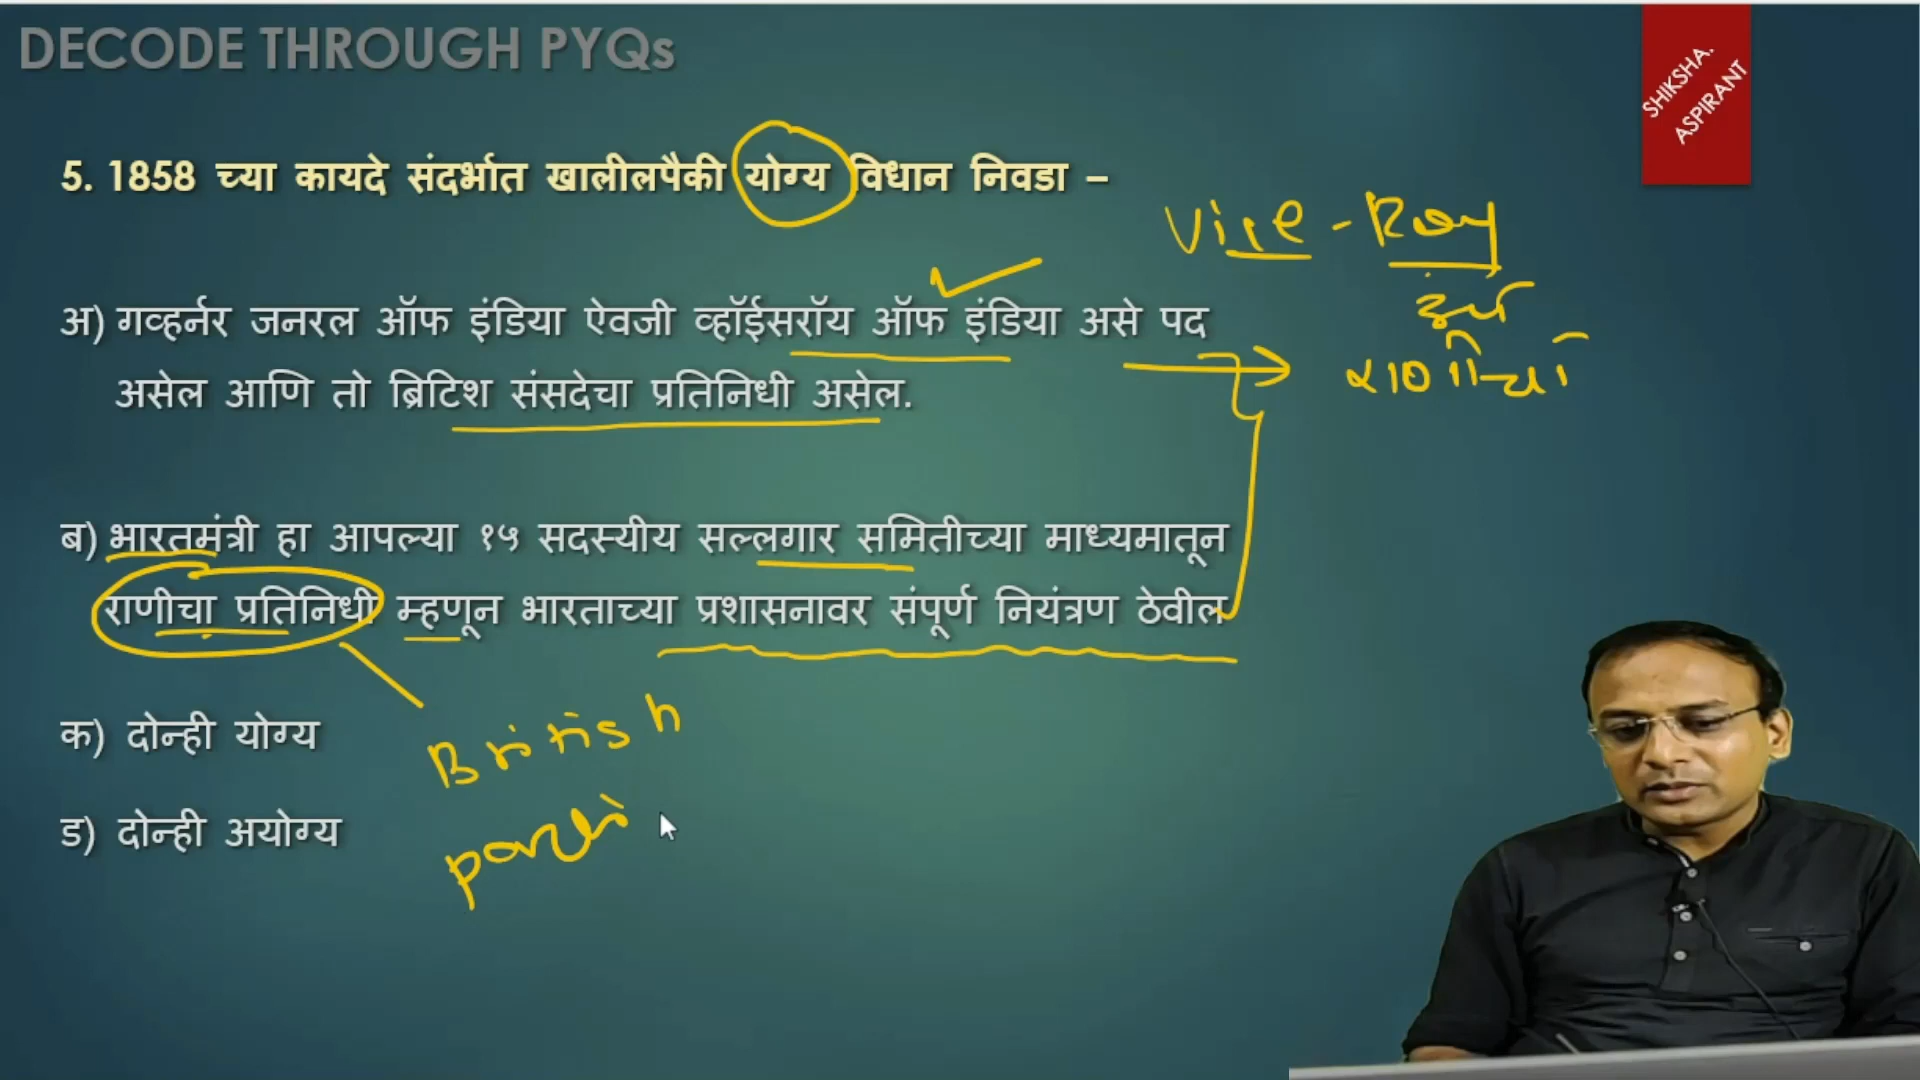 DECODE THROUGH PYQs
SHIKSHA.
ASPIRANT
5. 1858 च्या कायदे संदर्भात खालीलपैकी योग्य विधान निवडा –
Vice - Roy
अ) गव्हर्नर जनरल ऑफ इंडिया ऐवजी व्हॉईसरॉय ऑफ इंडिया असे पद
असेल आणि तो ब्रिटिश संसदेचा प्रतिनिधी असेल.
ब) भारतमंत्री हा आपल्या १५ सदस्यीय सल्लगार समितीच्या माध्यमातून
राणीचा प्रतिनिधी म्हणून भारताच्या प्रशासनावर संपूर्ण नियंत्रण ठेवील
क) दोन्ही योग्य
British
ड) दोन्ही अयोग्य